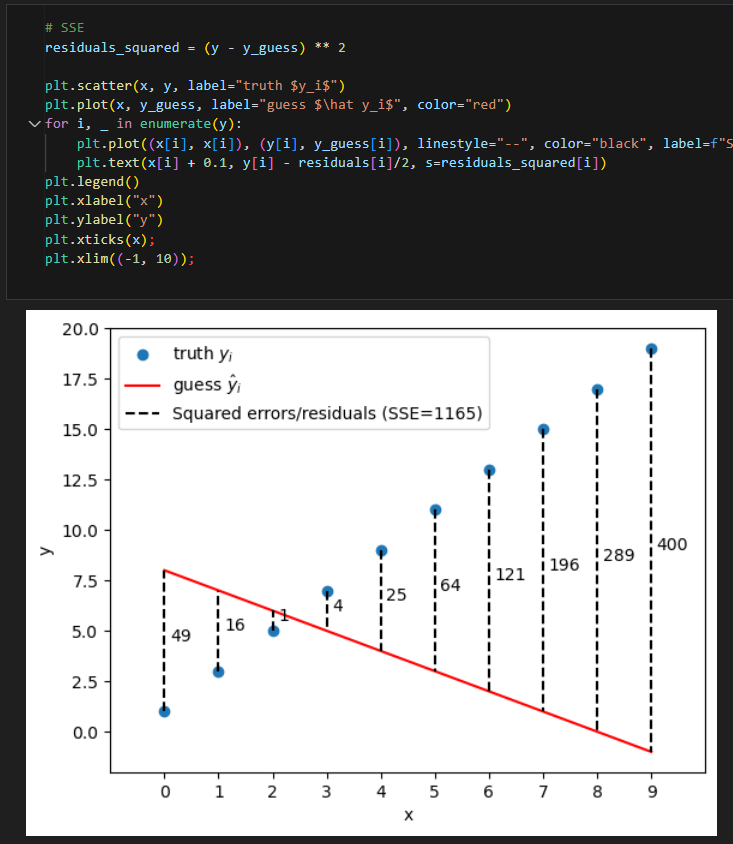 # SSE
residuals_squared = (y - y_guess) ** 2
plt.scatter(x, y, label="truth $y_i$")
plt.plot(x, y_guess, label="guess $\hat y_i$", color="red")
for i, _ in enumerate(y):
plt.plot((x[i], x[i]), (y[i], y_guess[i]), linestyle="--", color="black", label=f"S
plt.text(x[i] + 0.1, y[i] - residuals[i]/2, s=residuals_squared[i])
plt.legend()
plt.xlabel("x")
plt.ylabel("y")
plt.xticks(x);
plt.xlim((-1, 10));
20.0
truth yᵢ
guess ŷᵢ
Squared errors/residuals (SSE=1165)
17.5
15.0
12.5
10.0
7.5
5.0
2.5
0.0
y
49
16
1
4
25
64
121
196
289
400
0 1 2 3 4 5 6 7 8 9
x